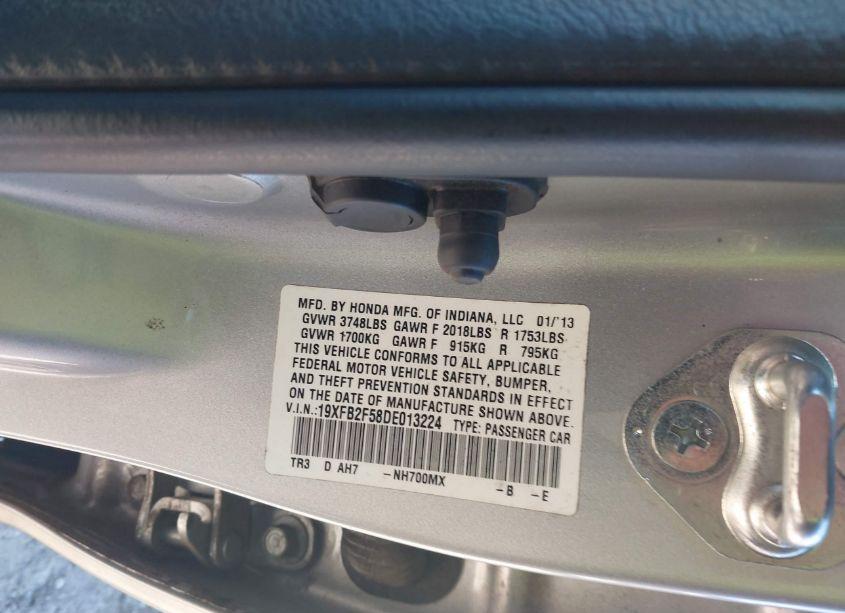 MFD. BY HONDA MFG. OF INDIANA, LLC 01/'13
GVWR 3748LBS GAWR F 2018LBS R 1753LBS
GVWR 1700KG GAWR F 915KG R 795KG
THIS VEHICLE CONFORMS TO ALL APPLICABLE
FEDERAL MOTOR VEHICLE SAFETY, BUMPER,
AND THEFT PREVENTION STANDARDS IN EFFECT
ON THE DATE OF MANUFACTURE SHOWN ABOVE.
V.I.N.:19XFB2F58DE013224 TYPE: PASSENGER CAR
TR3 D AH7 -NH700MX -B -E